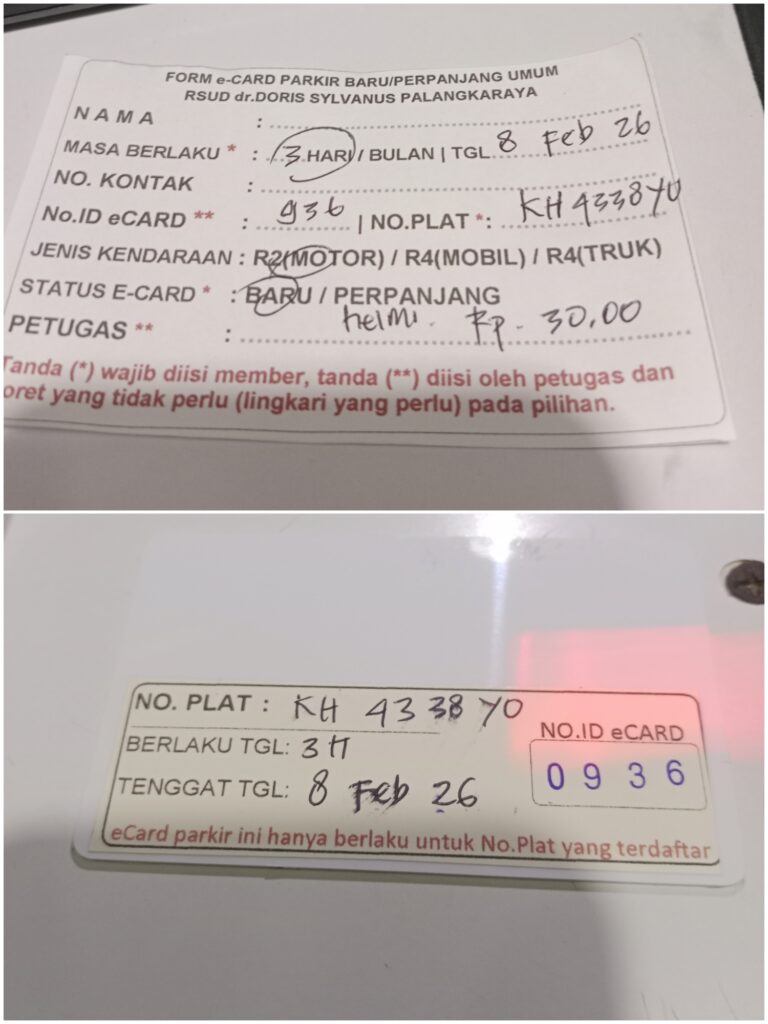 FORM e-CARD PARKIR BARU/PERPANJANG UMUM
RSUD dr.DORIS SYLVANUS PALANGKARAYA
NAMA :
MASA BERLAKU * : 3 HARI / BULAN | TGL 8 Feb 26
NO. KONTAK :
No.ID eCARD ** : 936 | NO.PLAT *: KH 4338 YO
JENIS KENDARAAN : R2(MOTOR) / R4(MOBIL) / R4(TRUK)
STATUS E-CARD * : BARU / PERPANJANG
PETUGAS ** : helmi. Rp. 30,00
Tanda (*) wajib diisi member, tanda (**) diisi oleh petugas dan
oret yang tidak perlu (lingkari yang perlu) pada pilihan.
NO. PLAT : KH 4338 YO
BERLAKU TGL: 3 H
TENGGAT TGL: 8 Feb 26
NO.ID eCARD
0936
eCard parkir ini hanya berlaku untuk No.Plat yang terdaftar